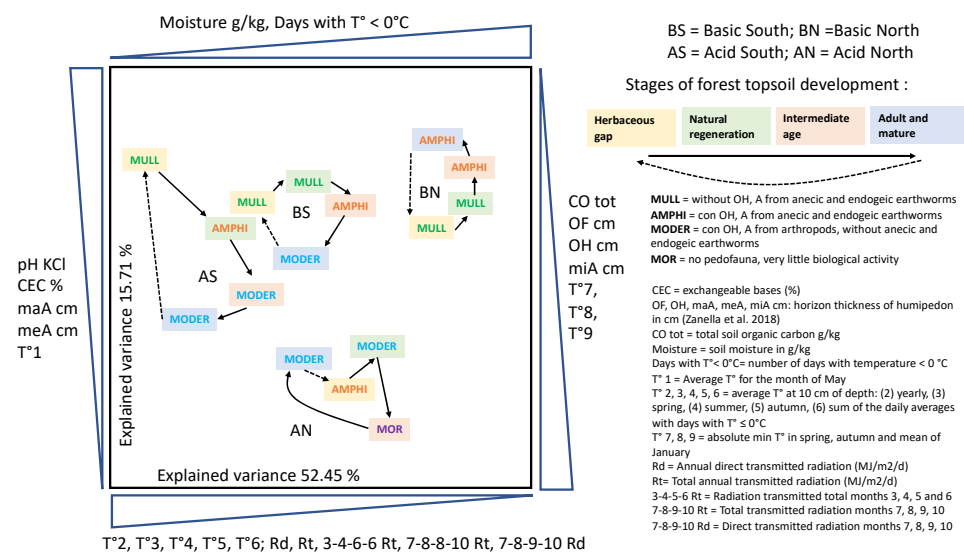 Moisture g/kg, Days with T° < 0°C
BS = Basic South; BN =Basic North
AS = Acid South; AN = Acid North
Stages of forest topsoil development :
Herbaceous gap
Natural regeneration
Intermediate age
Adult and mature
pH KCl
CEC %
maA cm
meA cm
T°1
Explained variance 15.71 %
MULL
AMPHI
MODER
MODER
AS
MULL
MULL
AMPHI
MODER
BS
AMPHI
AMPHI
MULL
MULL
BN
MODER
AMPHI
MODER
MOR
AN
Explained variance 52.45 %
CO tot
OF cm
OH cm
miA cm
T°7,
T°8,
T°9
MULL = without OH, A from anecic and endogeic earthworms
AMPHI = con OH, A from anecic and endogeic earthworms
MODER = con OH, A from arthropods, without anecic and
endogeic earthworms
MOR = no pedofauna, very little biological activity
CEC = exchangeable bases (%)
OF, OH, maA, meA, miA cm: horizon thickness of humipedon
in cm (Zanella et al. 2018)
CO tot = total soil organic carbon g/kg
Moisture = soil moisture in g/kg
Days with T°< 0°C= number of days with temperature < 0 °C
T° 1 = Average T° for the month of May
T° 2, 3, 4, 5, 6 = average T° at 10 cm of depth: (2) yearly, (3)
spring, (4) summer, (5) autumn, (6) sum of the daily averages
with days with T° ≤ 0°C
T° 7, 8, 9 = absolute min T° in spring, autumn and mean of
January
Rd = Annual direct transmitted radiation (MJ/m2/d)
Rt= Total annual transmitted radiation (MJ/m2/d)
3-4-5-6 Rt = Radiation transmitted total months 3, 4, 5 and 6
7-8-9-10 Rt = Total transmitted radiation months 7, 8, 9, 10
7-8-9-10 Rd = Direct transmitted radiation months 7, 8, 9, 10
T°2, T°3, T°4, T°5, T°6; Rd, Rt, 3-4-6-6 Rt, 7-8-8-10 Rt, 7-8-9-10 Rd